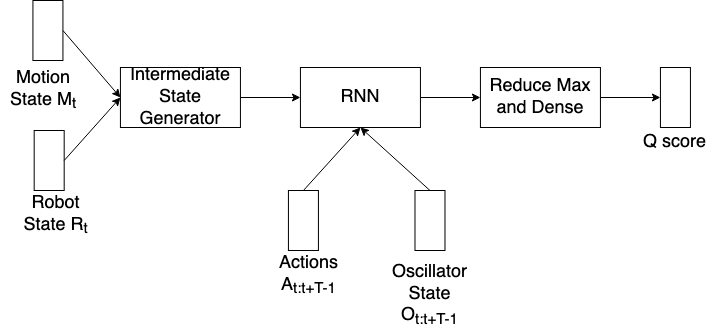 Motion
State Mt
Intermediate
State
Generator
RNN
Reduce Max
and Dense
Q score
Robot
State Rt
Actions
At:t+T-1
Oscillator
State
Ot:t+T-1